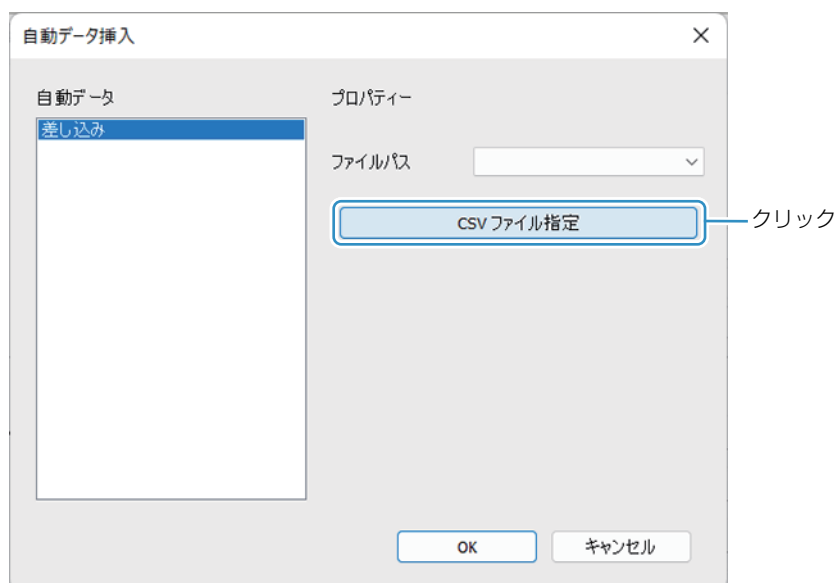 自動データ挿入
自動データ
プロパティー
差し込み
ファイルパス
CSV ファイル指定
クリック
OK
キャンセル